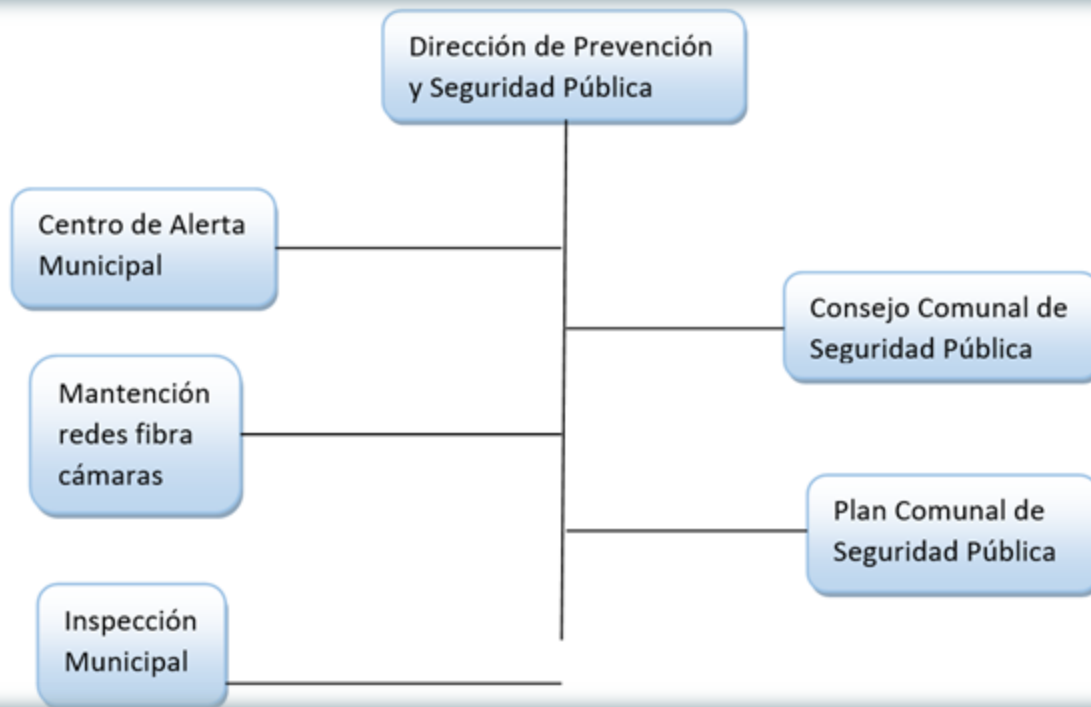 Dirección de Prevención
y Seguridad Pública
Centro de Alerta
Municipal
Consejo Comunal de
Seguridad Pública
Mantención
redes fibra
cámaras
Plan Comunal de
Seguridad Pública
Inspección
Municipal